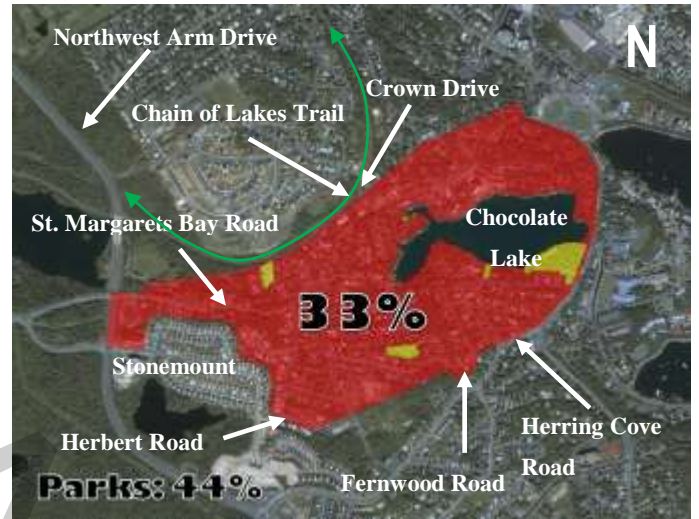 Northwest Arm Drive
N
Crown Drive
Chain of Lakes Trail
St. Margarets Bay Road
Chocolate
Lake
33%
Stonemount
Herring Cove
Road
Herbert Road
Fernwood Road
Parks: 44%